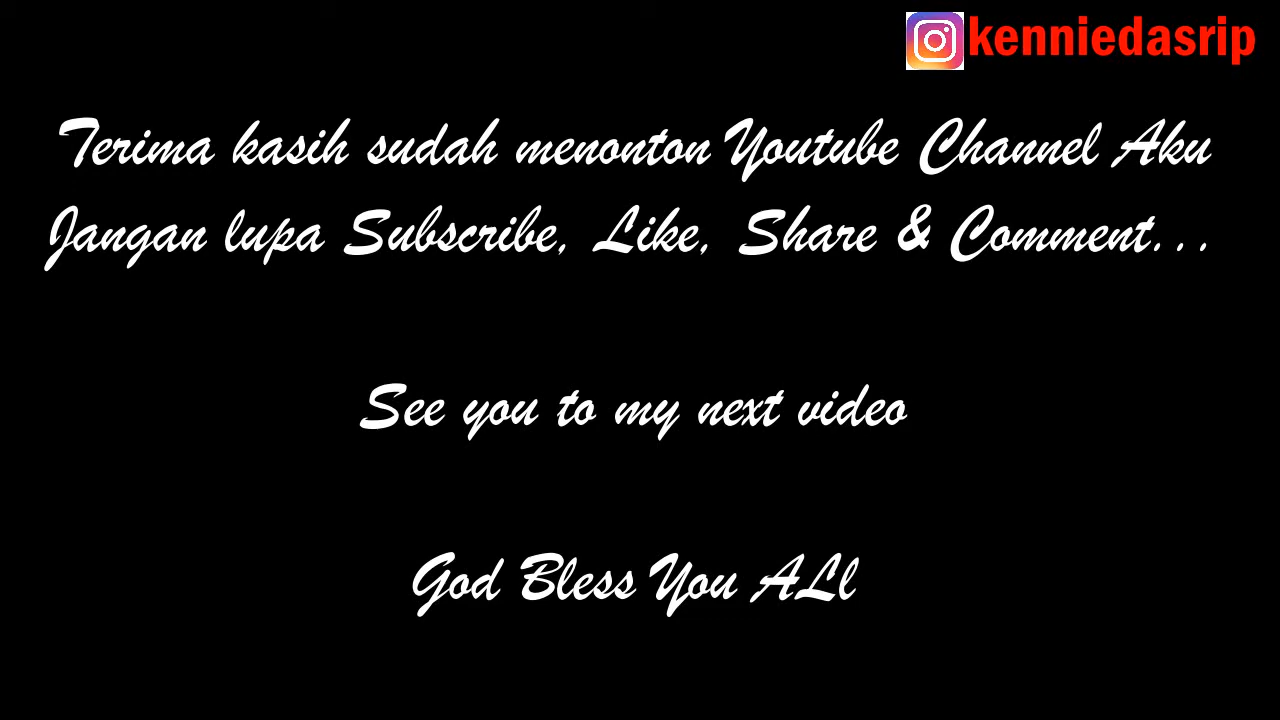 kenniedasrip
Terima kasih sudah menonton Youtube Channel Aku
Jangan lupa Subscribe, Like, Share & Comment...
See you to my next video
God Bless You ALl